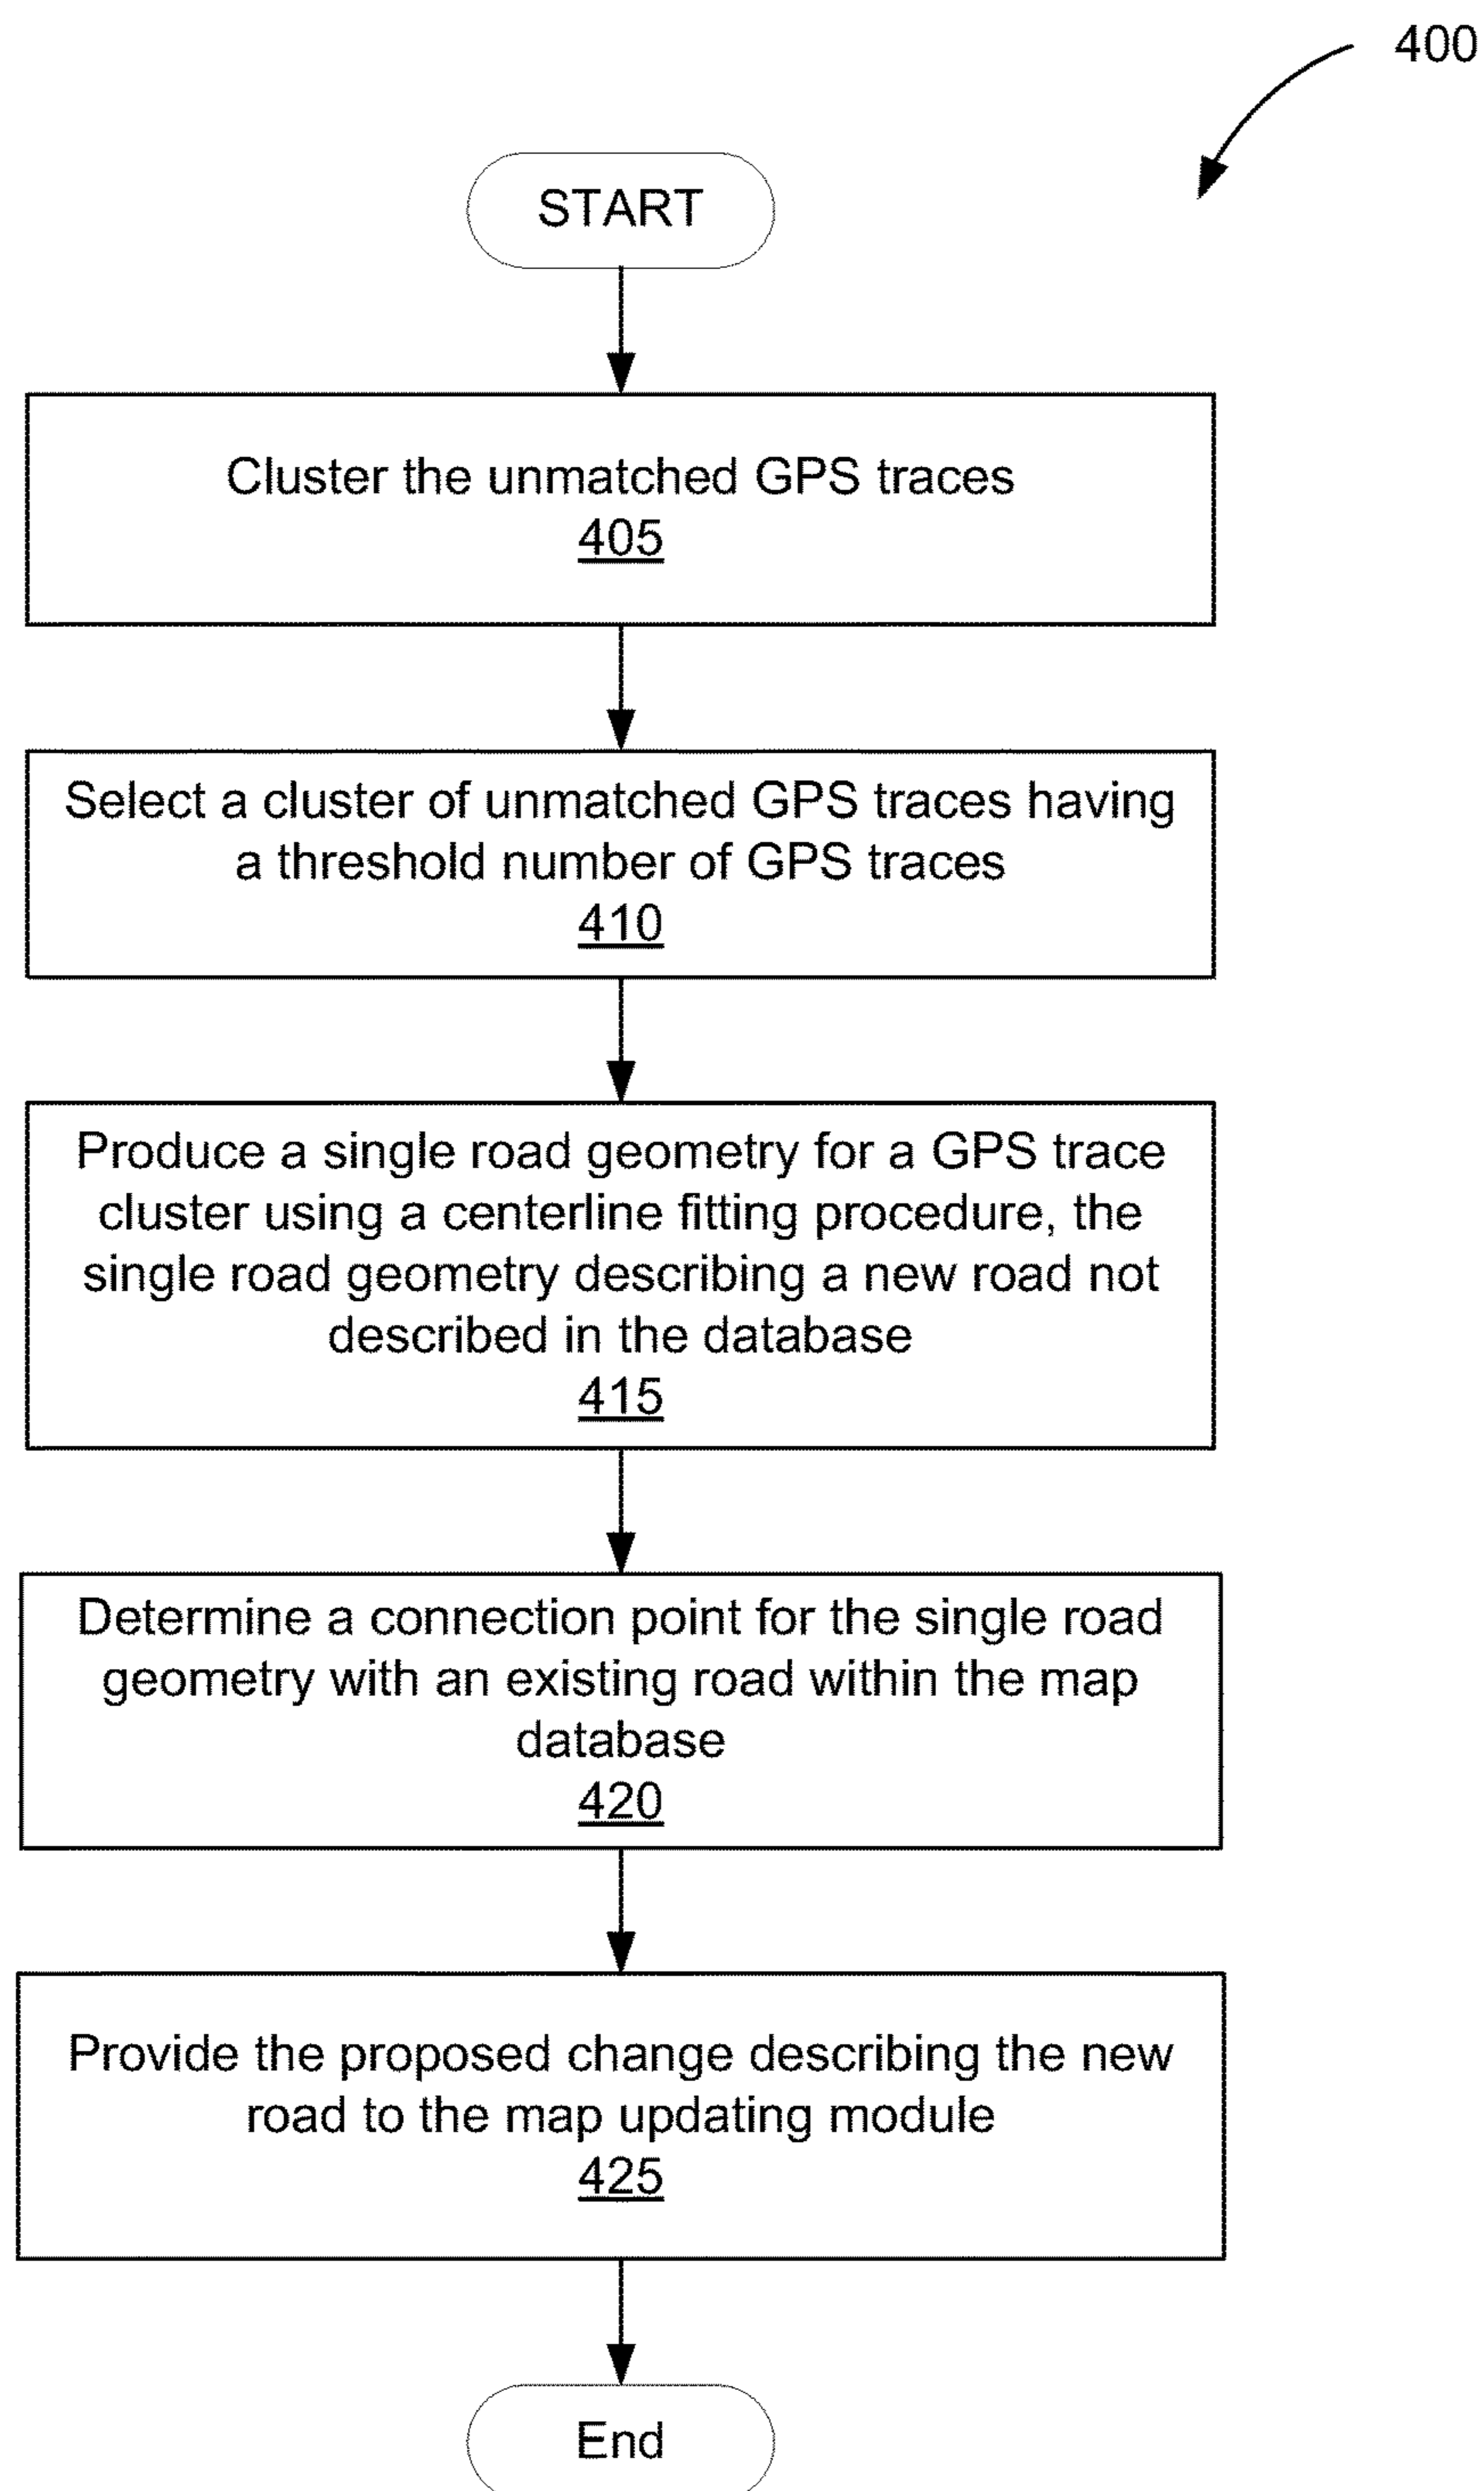 400
START
Cluster the unmatched GPS traces
405
Select a cluster of unmatched GPS traces having
a threshold number of GPS traces
410
Produce a single road geometry for a GPS trace
cluster using a centerline fitting procedure, the
single road geometry describing a new road not
described in the database
415
Determine a connection point for the single road
geometry with an existing road within the map
database
420
Provide the proposed change describing the new
road to the map updating module
425
End